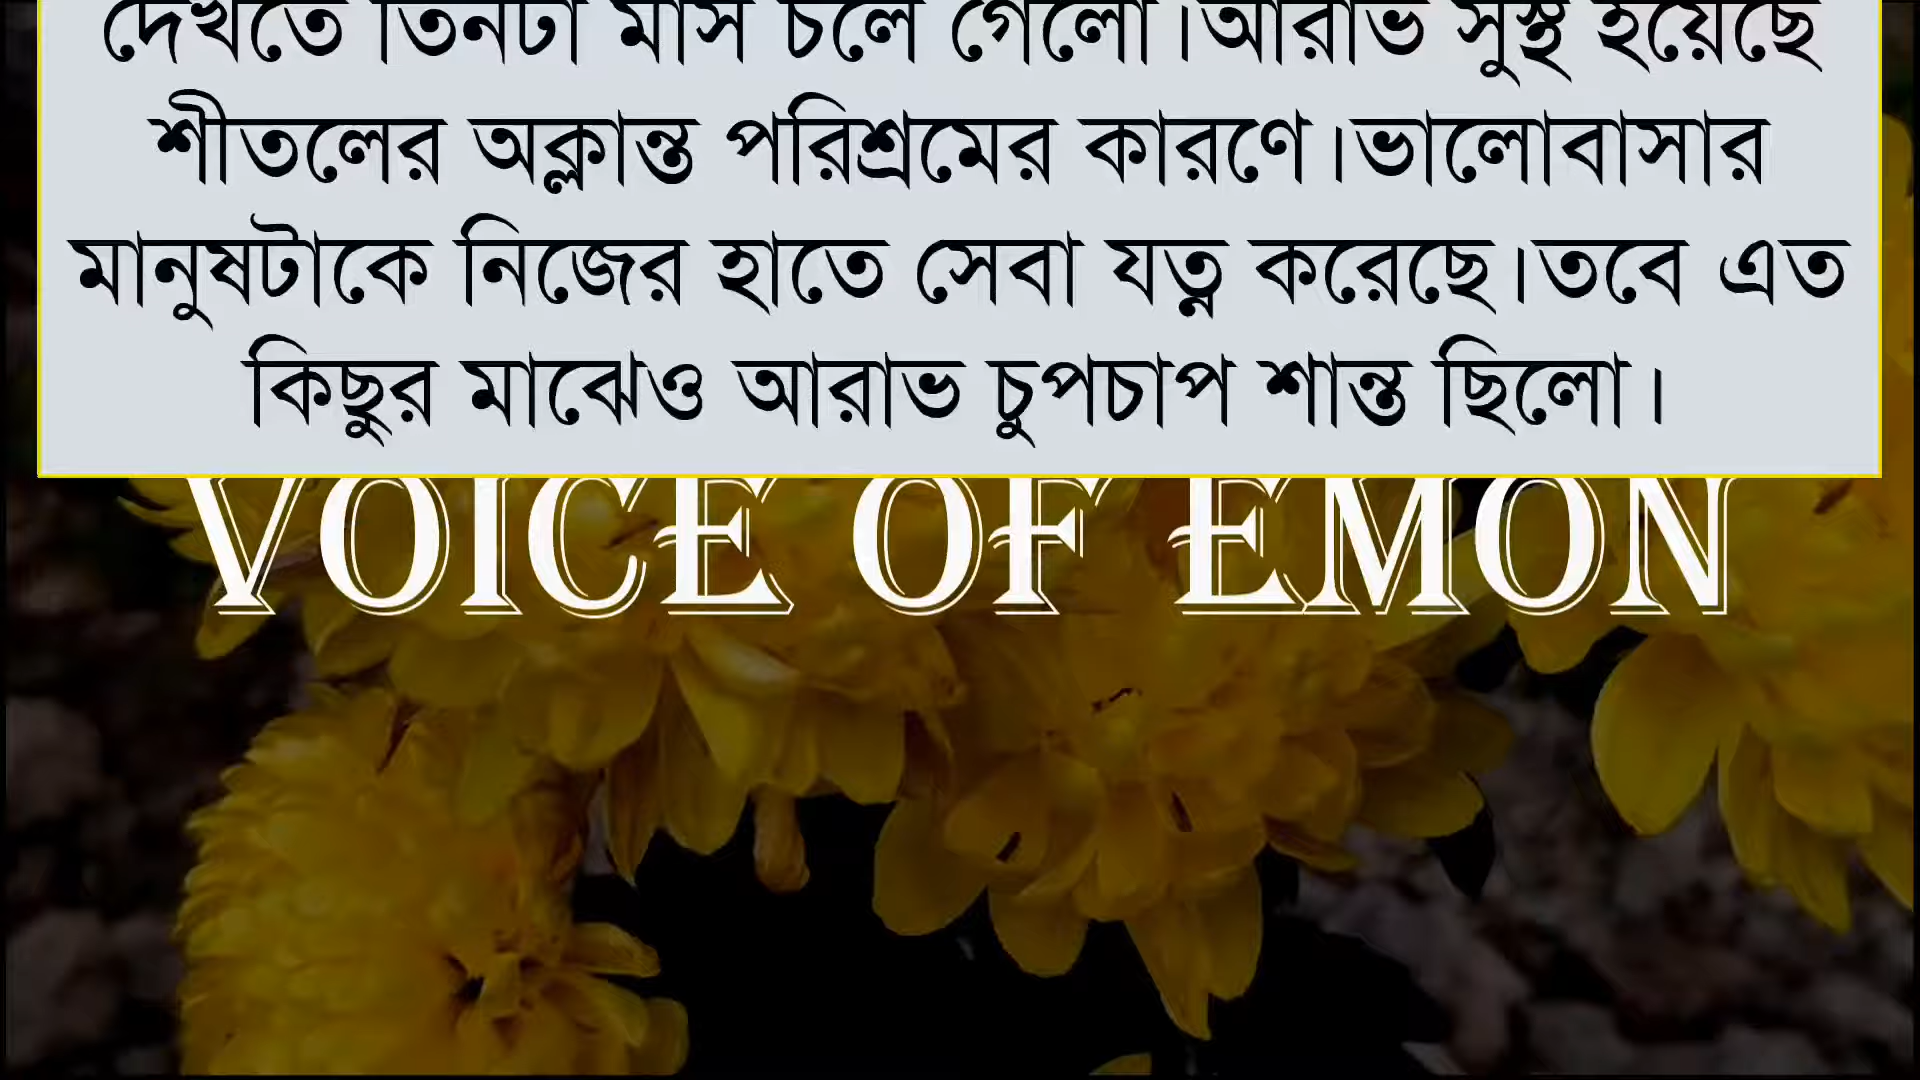 দেখতে তিনটা মাস চলে গেলো।আরাভ সুস্থ হয়েছে
শীতলের অক্লান্ত পরিশ্রমের কারণে।ভালোবাসার
মানুষটাকে নিজের হাতে সেবা যত্ন করেছে।তবে এত
কিছুর মাঝেও আরাভ চুপচাপ শান্ত ছিলো।
VOICE OF EMON